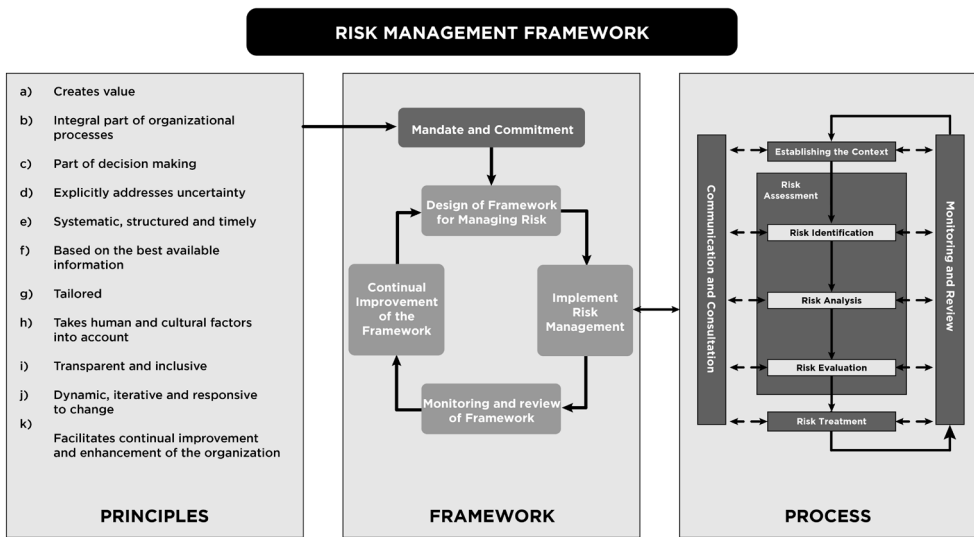 RISK MANAGEMENT FRAMEWORK
a) Creates value
b) Integral part of organizational
processes
c) Part of decision making
d) Explicitly addresses uncertainty
e) Systematic, structured and timely
f) Based on the best available
information
g) Tailored
h) Takes human and cultural factors
into account
i) Transparent and inclusive
j) Dynamic, iterative and responsive
to change
k)
Facilitates continual improvement
and enhancement of the organization
PRINCIPLES
Mandate and Commitment
Design of Framework
for Managing Risk
Continual
Improvement
of the
Framework
Implement
Risk
Management
Monitoring and review
of Framework
FRAMEWORK
Communication and Consultation
Establishing the Context
Risk
Assessment
Risk Identification
Risk Analysis
Risk Evaluation
Risk Treatment
Monitoring and Review
PROCESS